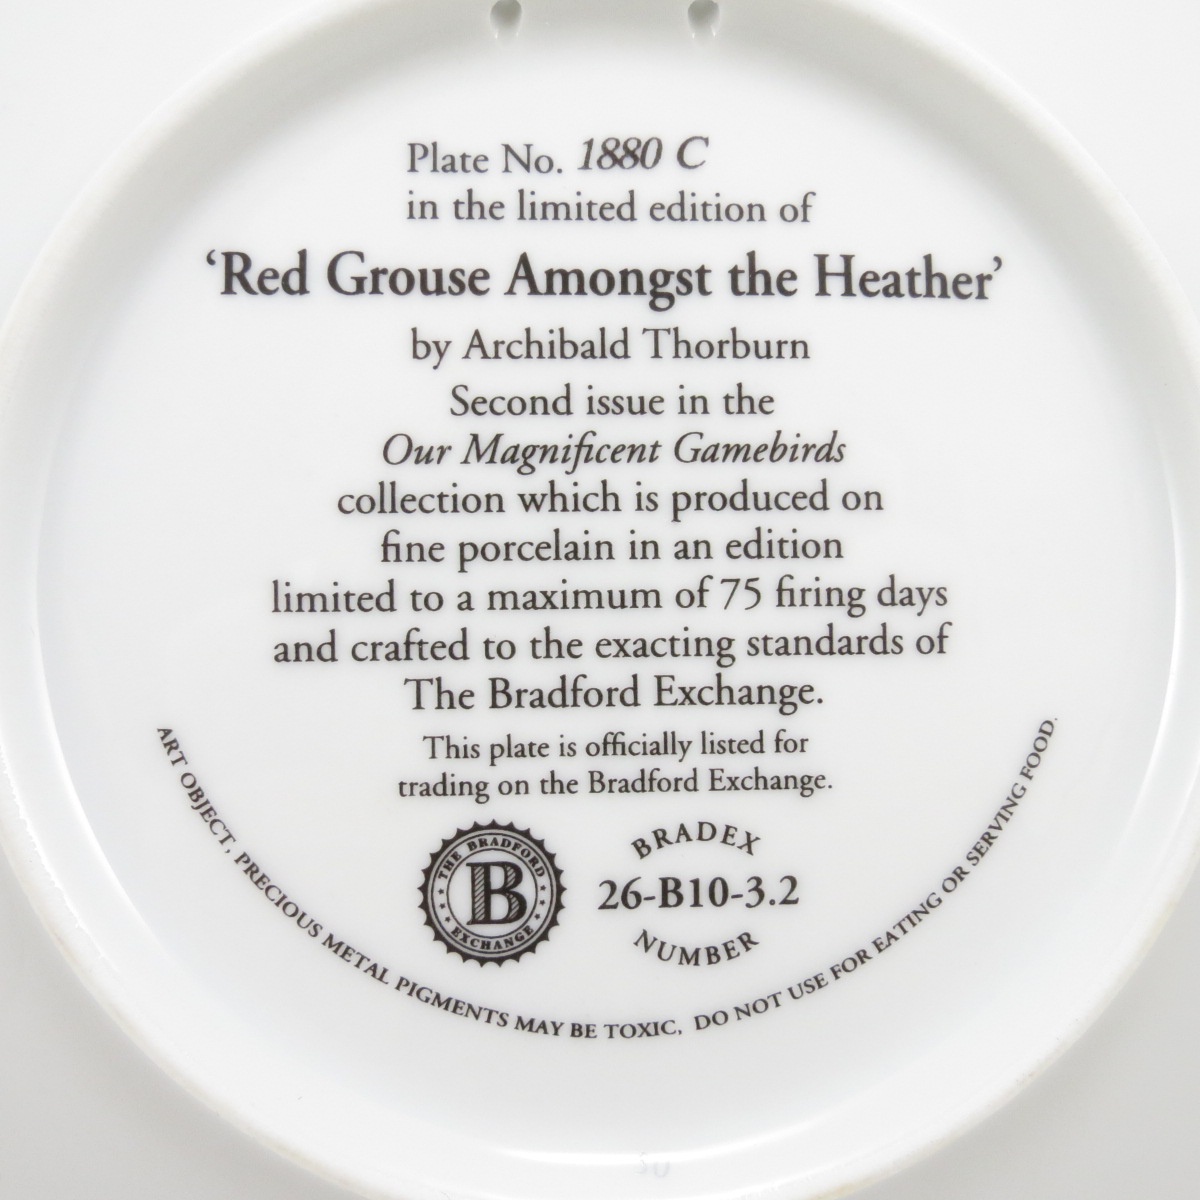 Plate No. 1880 C
in the limited edition of
‘Red Grouse Amongst the Heather’
by Archibald Thorburn
Second issue in the
Our Magnificent Gamebirds
collection which is produced on
fine porcelain in an edition
limited to a maximum of 75 firing days
and crafted to the exacting standards of
The Bradford Exchange.
This plate is officially listed for
trading on the Bradford Exchange.
THE BRADFORD
B
EXCHANGE
BRADEX
26-B10-3.2
NUMBER
ART OBJECT, PRECIOUS METAL PIGMENTS MAY BE TOXIC. DO NOT USE FOR EATING OR SERVING FOOD.